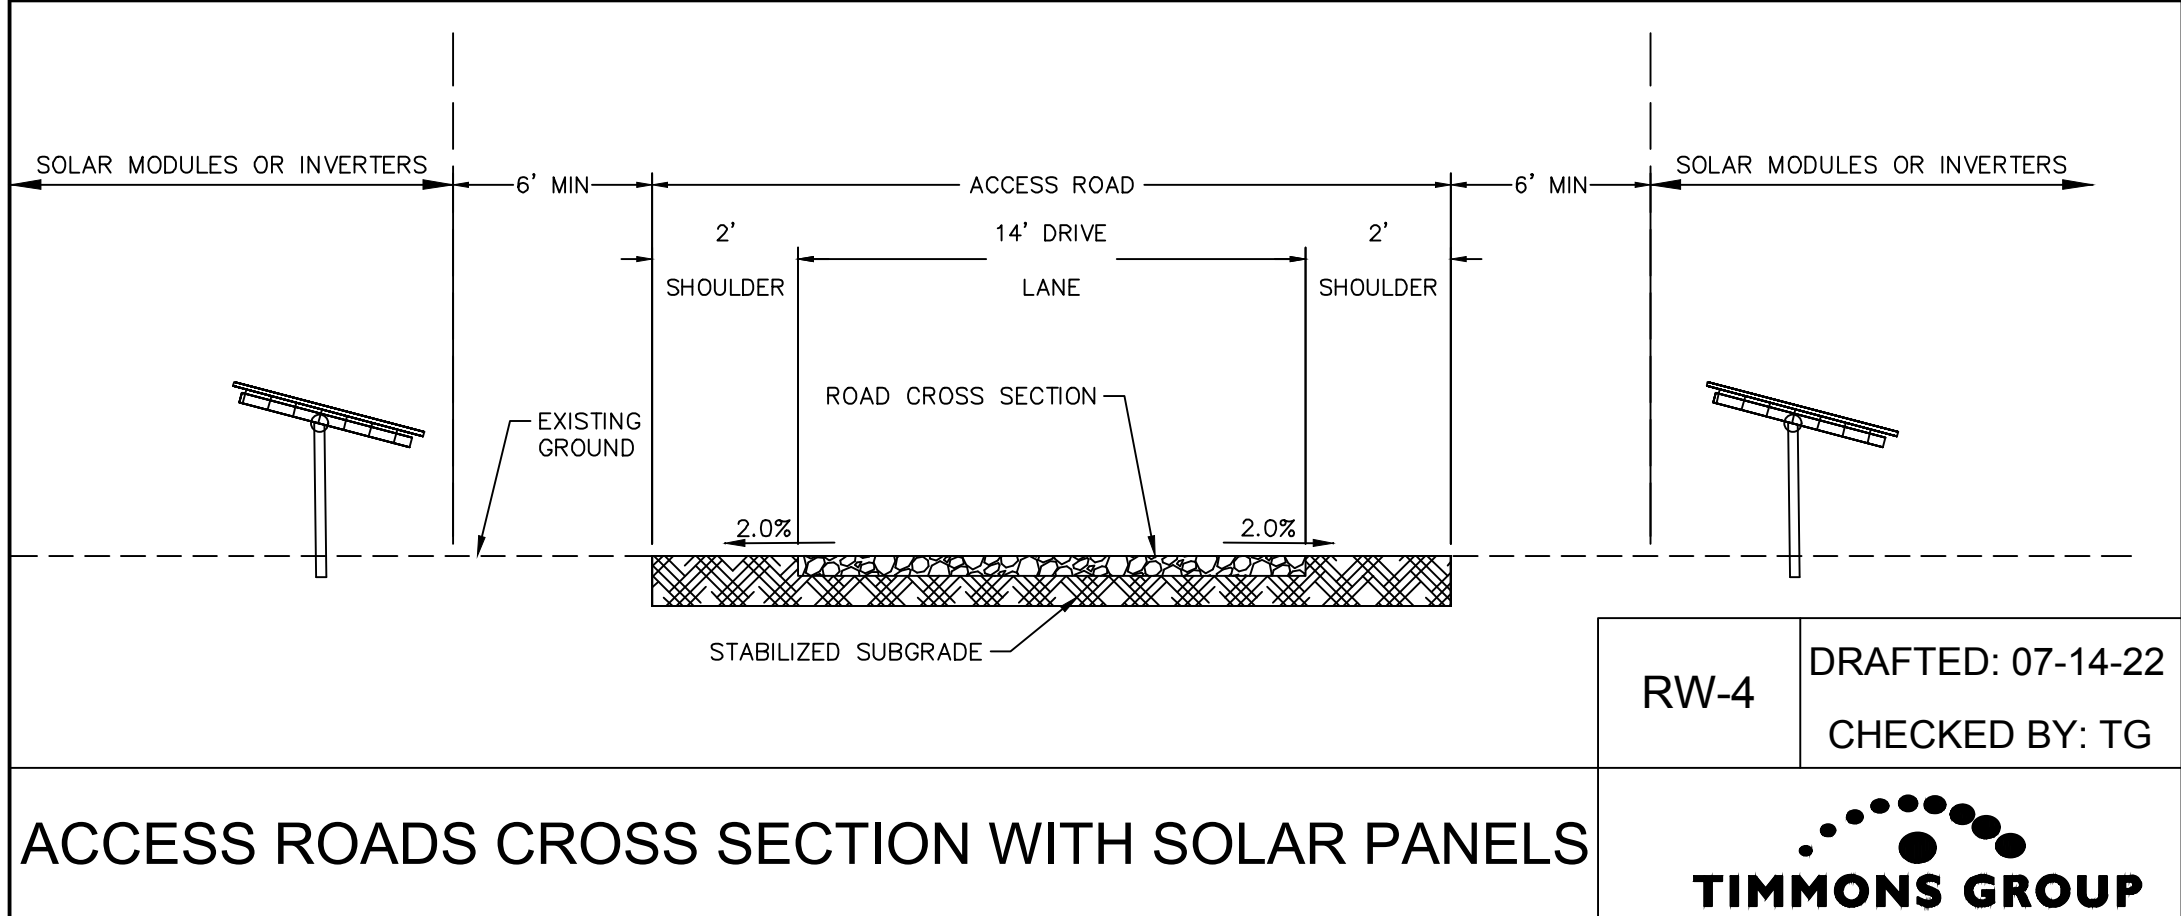 SOLAR MODULES OR INVERTERS
6' MIN
ACCESS ROAD
6' MIN
SOLAR MODULES OR INVERTERS
2'
SHOULDER
14' DRIVE
LANE
2'
SHOULDER
ROAD CROSS SECTION
EXISTING
GROUND
2.0%
2.0%
STABILIZED SUBGRADE
RW-4
DRAFTED: 07-14-22
CHECKED BY: TG
ACCESS ROADS CROSS SECTION WITH SOLAR PANELS
TIMMONS GROUP